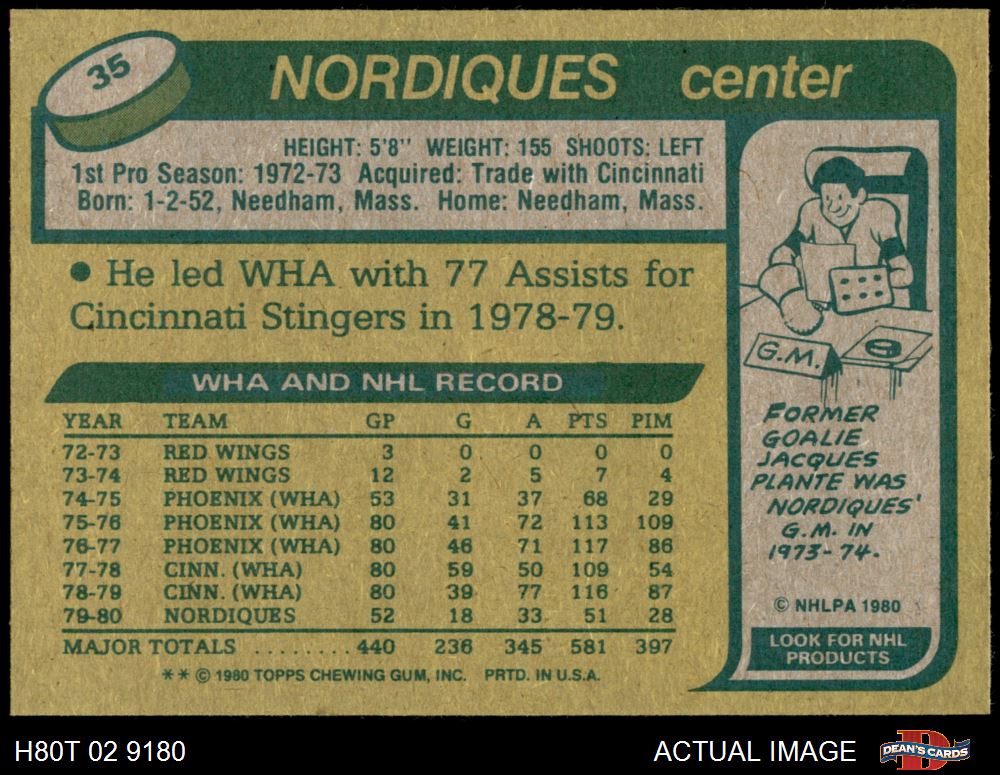 35
NORDIQUES center
HEIGHT: 5'8" WEIGHT: 155 SHOOTS: LEFT
1st Pro Season: 1972-73 Acquired: Trade with Cincinnati
Born: 1-2-52, Needham, Mass. Home: Needham, Mass.
● He led WHA with 77 Assists for
Cincinnati Stingers in 1978-79.
WHA AND NHL RECORD
YEAR TEAM GP G A PTS PIM
72-73 RED WINGS 3 0 0 0 0
73-74 RED WINGS 12 2 5 7 4
74-75 PHOENIX (WHA) 53 31 37 68 29
75-76 PHOENIX (WHA) 80 41 72 113 109
76-77 PHOENIX (WHA) 80 46 71 117 86
77-78 CINN. (WHA) 80 59 50 109 54
78-79 CINN. (WHA) 80 39 77 116 87
79-80 NORDIQUES 52 18 33 51 28
MAJOR TOTALS ........ 440 236 345 581 397
** © 1980 TOPPS CHEWING GUM, INC. PRTD. IN U.S.A.
G.M.
FORMER
GOALIE
JACQUES
PLANTE WAS
NORDIQUES'
G.M. IN
1973-74.
© NHLPA 1980
LOOK FOR NHL
PRODUCTS
H80T 02 9180
ACTUAL IMAGE
D
DEAN'S CARDS